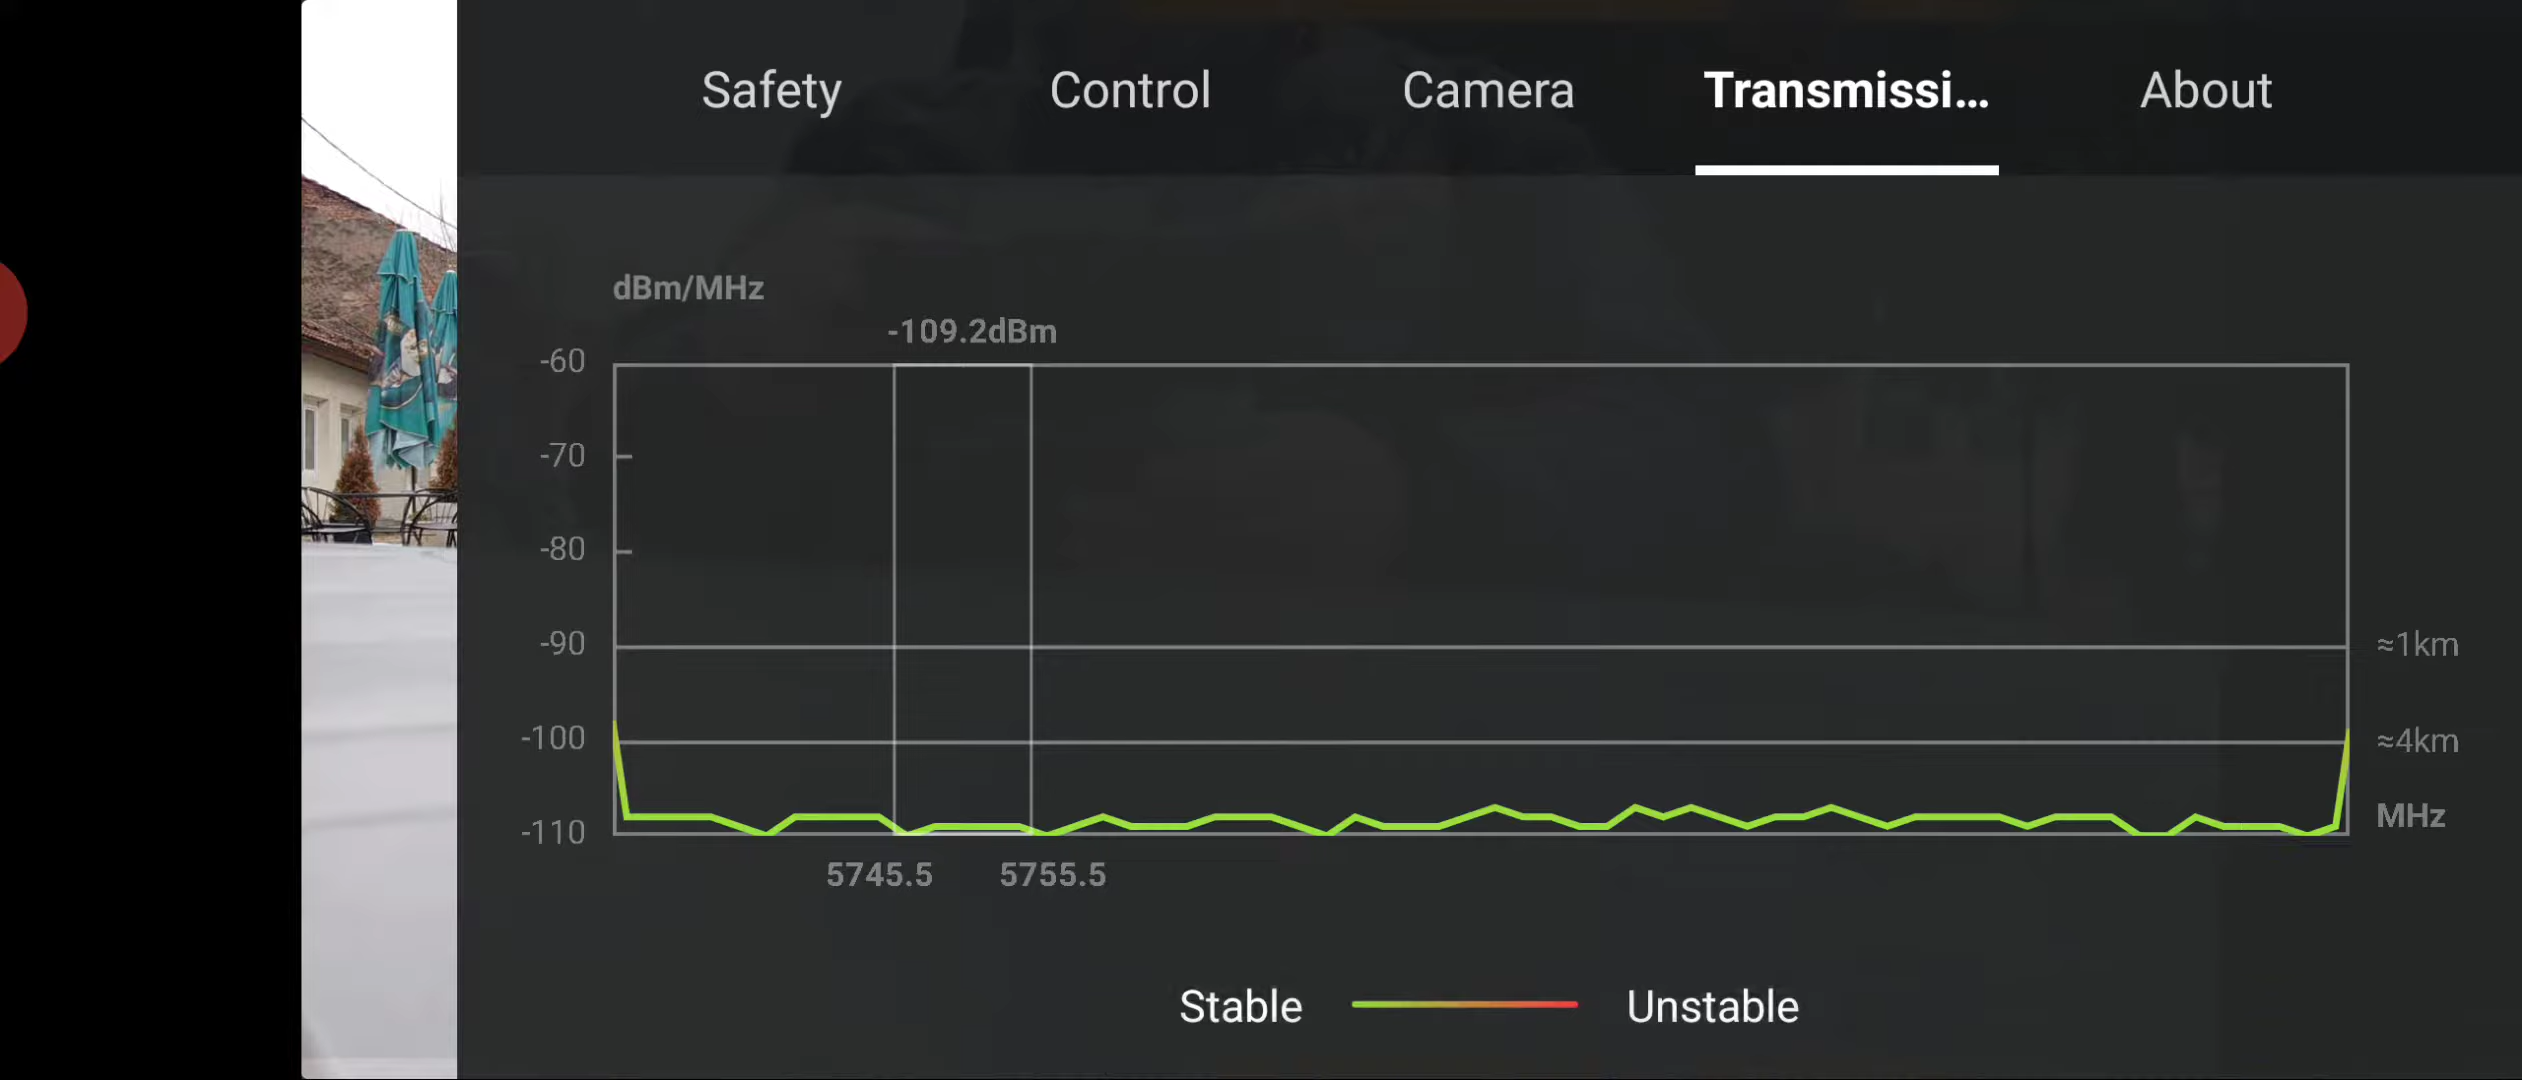 Safety Control Camera Transmissi... About
dBm/MHz
-109.2dBm
-60
-70
-80
-90 ≈1km
-100 ≈4km
-110 MHz
5745.5 5755.5
Stable Unstable